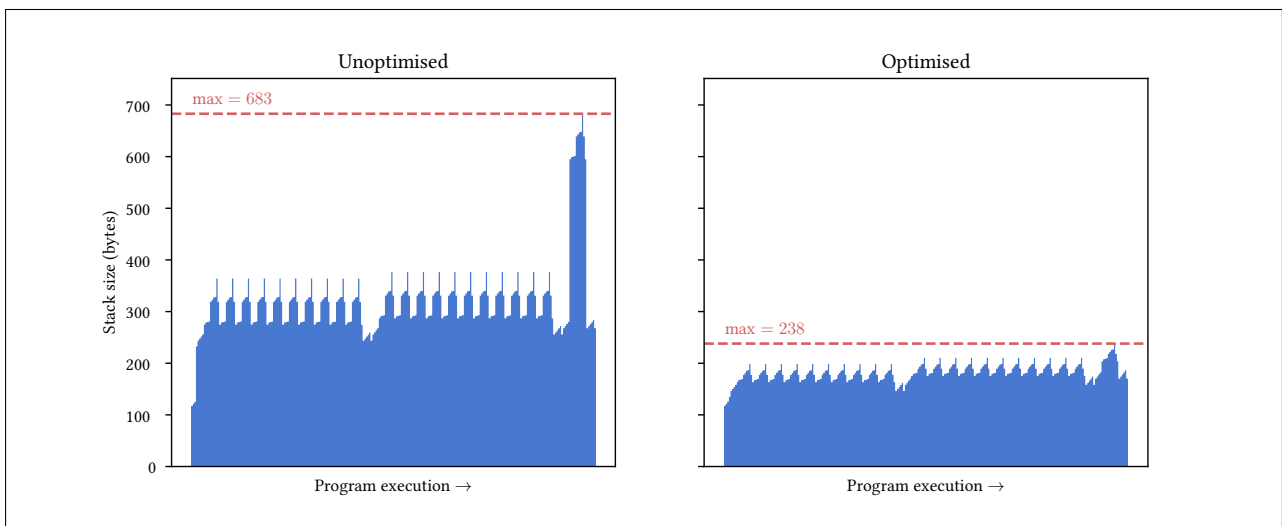 Unoptimised
max = 683
700
600
500
400
300
200
100
0
Stack size (bytes)
Program execution →
Optimised
max = 238
Program execution →